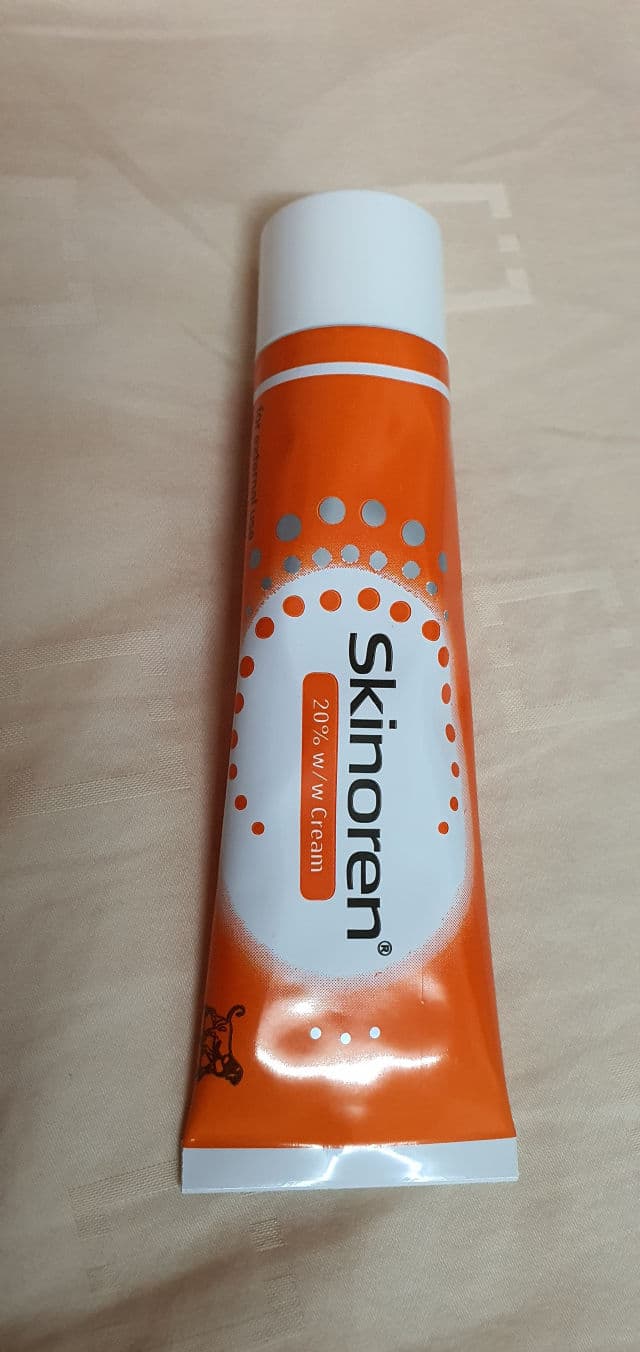 for external use
Skinoren®
20% w/w Cream